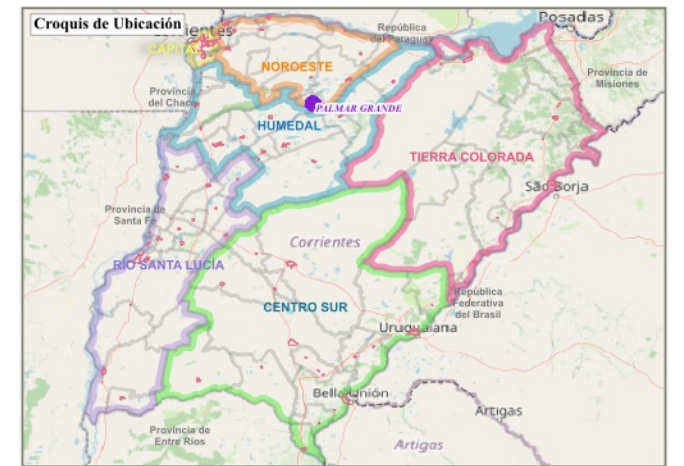 Croquis de Ubicación
Posadas
República
del Paraguay
CAPITAL
NOROESTE
Provincia de
Misiones
Provincia
del Chaco
PALMAR GRANDE
HUMEDAL
TIERRA COLORADA
São Borja
Provincia de
Santa Fe
Corrientes
RIO SANTA LUCÍA
República
Federativa
del Brasil
CENTRO SUR
Uruguaiana
Bella Unión
Artigas
Provincia de
Entre Rios
Artigas